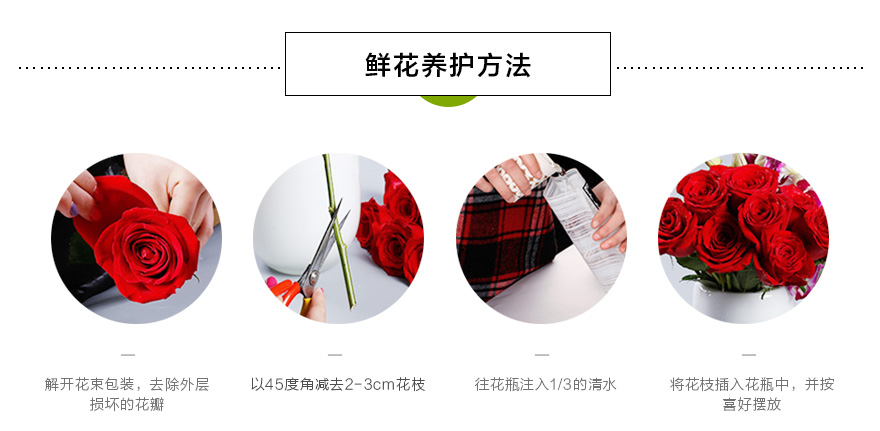 鲜花养护方法
解开花束包装，去除外层
损坏的花瓣
以45度角减去2-3cm花枝
往花瓶注入1/3的清水
将花枝插入花瓶中，并按
喜好摆放